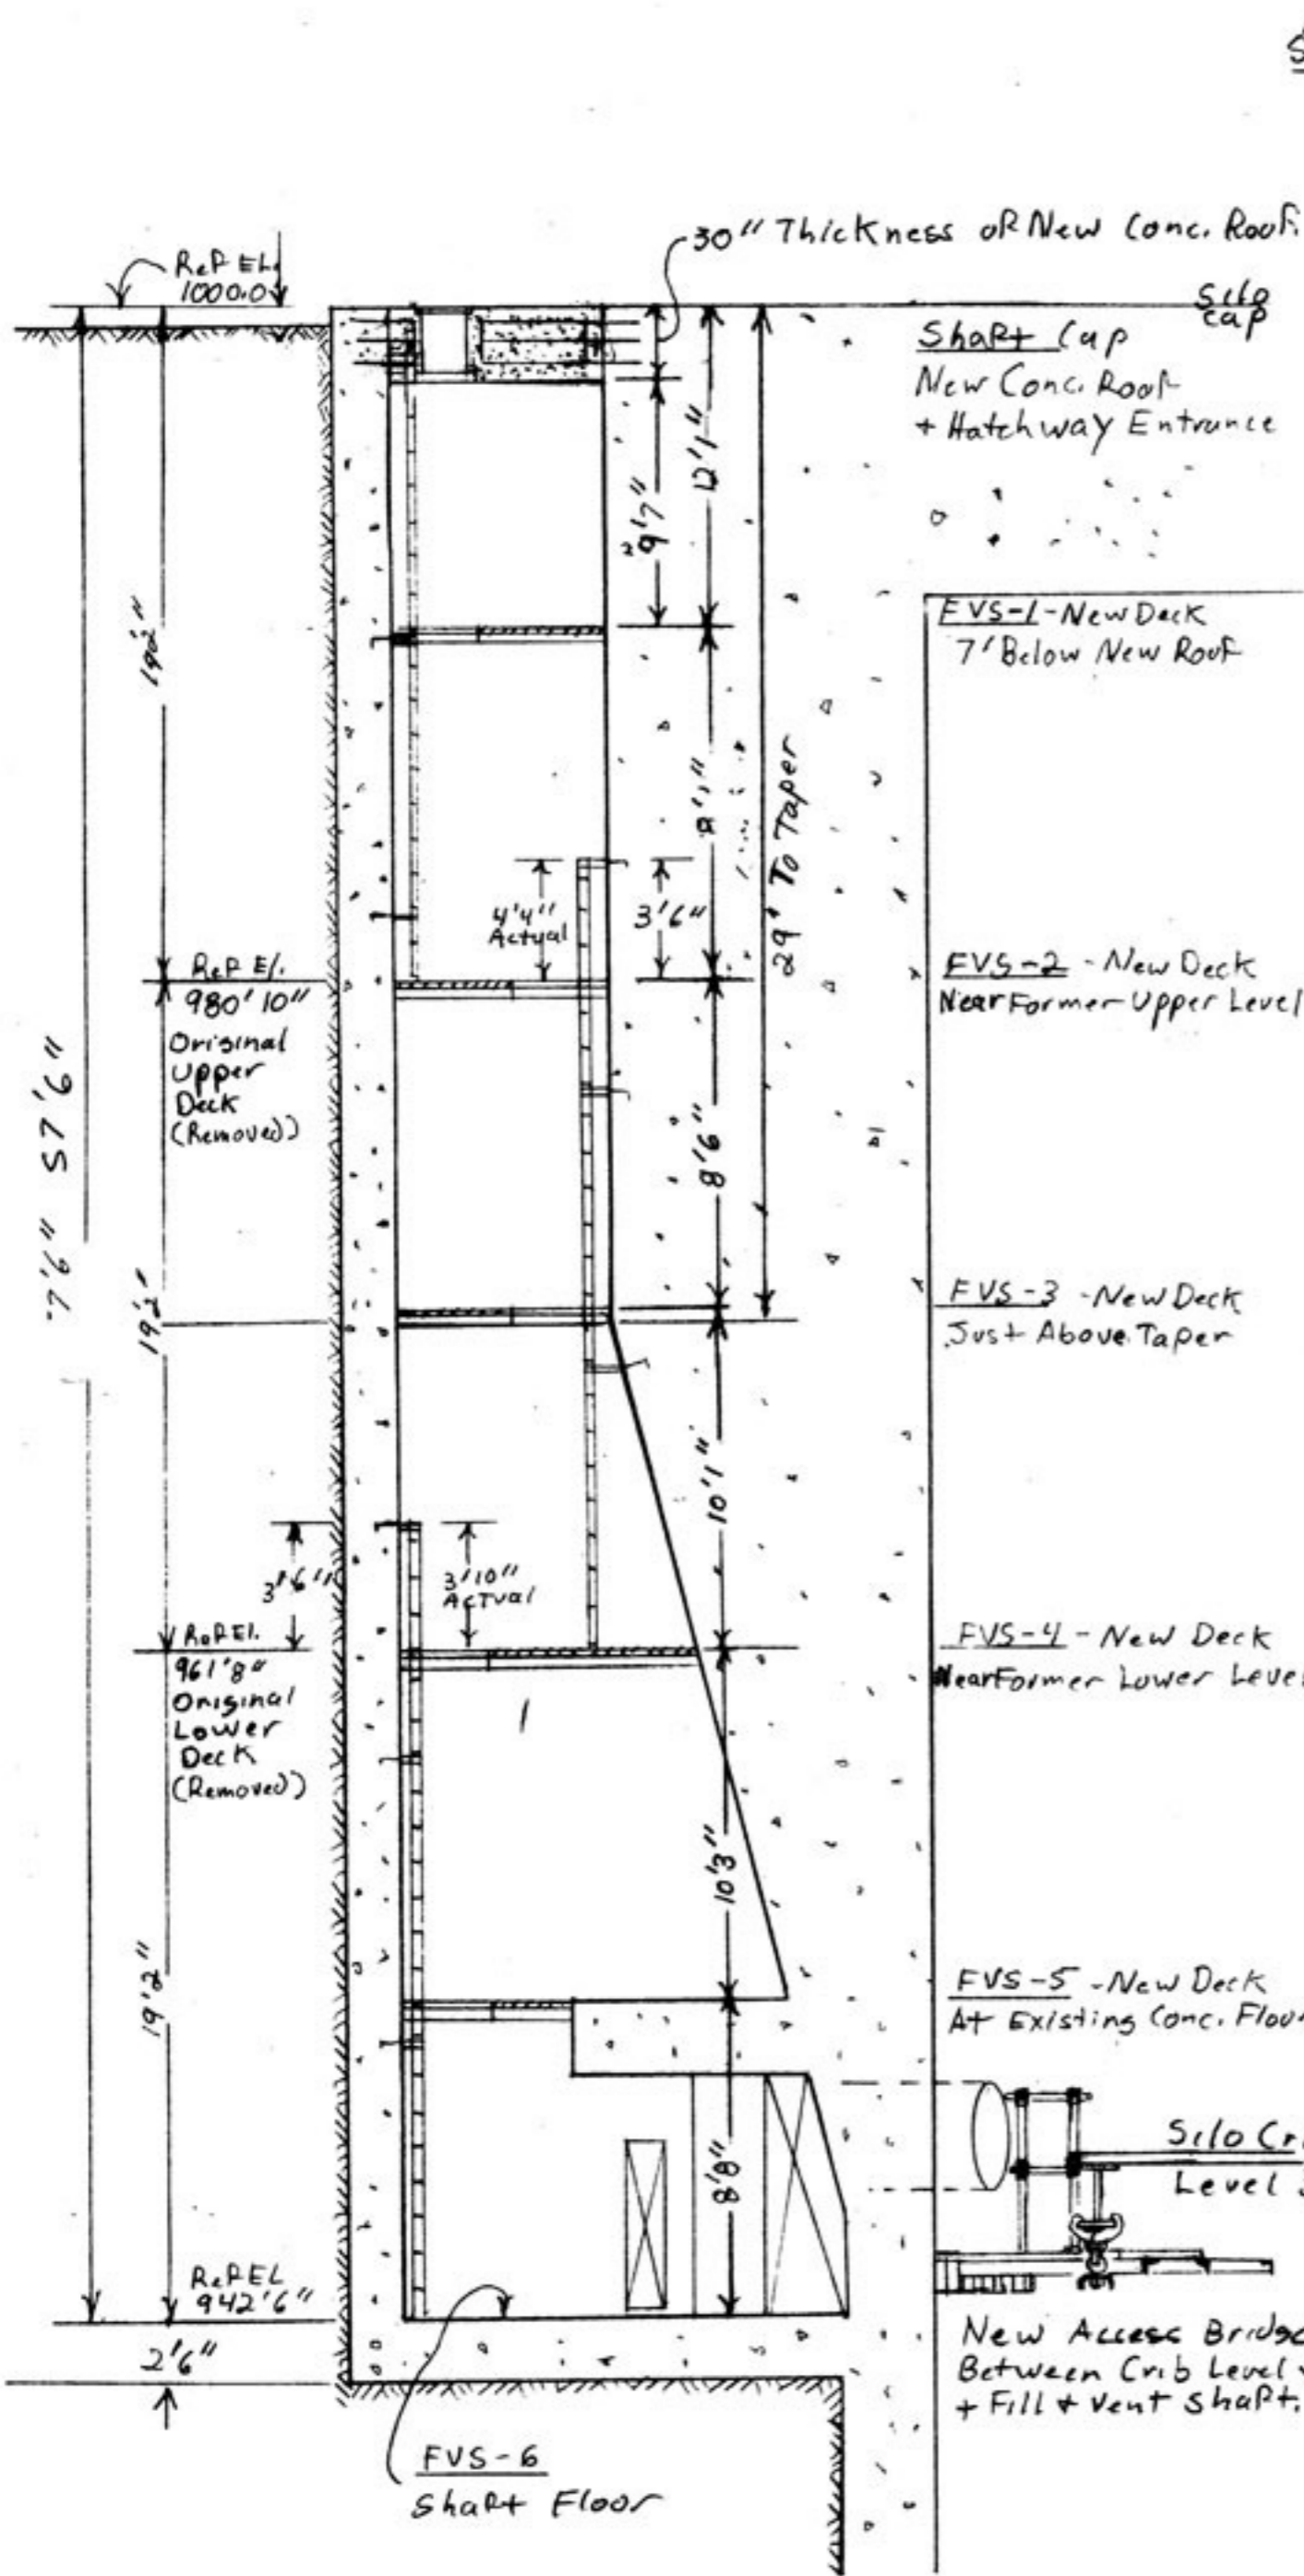 S
30" Thickness of New Conc. Roof.
Ref El.
1000.0
Silo
cap
Shaft Cap
New Conc. Roof
+ Hatchway Entrance
9'7"
12'1"
EVS-1 - New Deck
7' Below New Roof
19'2"
29' To Taper
4'4"
Actual
3'6"
Ref El.
980'10"
Original
Upper
Deck
(Removed)
FVS-2 - New Deck
Near Former Upper Level
57'6"
8'6"
19'2"
FVS-3 - New Deck
Just Above Taper
10'1"
3'6"
3'10"
Actual
Ref El.
961'8"
Original
Lower
Deck
(Removed)
FVS-4 - New Deck
Near Former Lower Leve
10'3"
19'2"
FVS-5 - New Deck
At Existing Conc. Floor
Silo Cri
Level
8'8"
Ref EL
942'6"
2'6"
New Access Bridge
Between Crib Level
+ Fill + Vent Shaft.
FVS-6
Shaft Floor